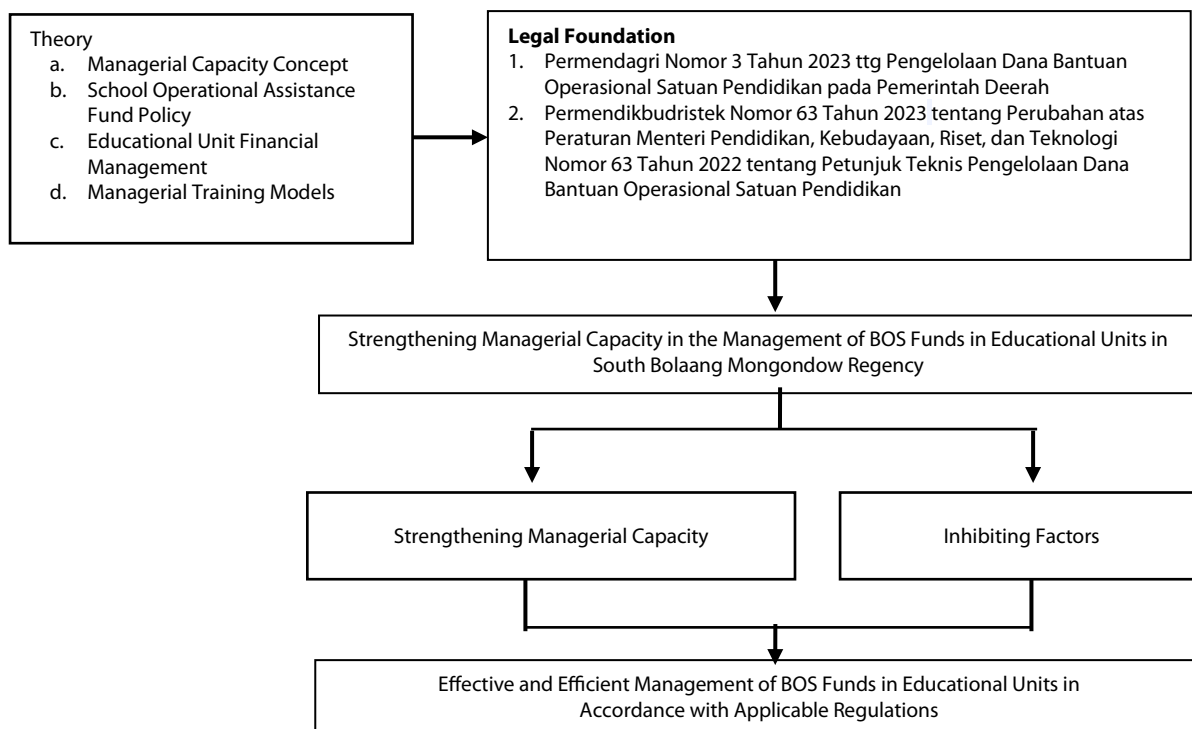 Theory
a. Managerial Capacity Concept
b. School Operational Assistance
Fund Policy
c. Educational Unit Financial
Management
d. Managerial Training Models
Legal Foundation
1. Permendagri Nomor 3 Tahun 2023 ttg Pengelolaan Dana Bantuan
Operasional Satuan Pendidikan pada Pemerintah Deerah
2. Permendikbudristek Nomor 63 Tahun 2023 tentang Perubahan atas
Peraturan Menteri Pendidikan, Kebudayaan, Riset, dan Teknologi
Nomor 63 Tahun 2022 tentang Petunjuk Teknis Pengelolaan Dana
Bantuan Operasional Satuan Pendidikan
Strengthening Managerial Capacity in the Management of BOS Funds in Educational Units in
South Bolaang Mongondow Regency
Strengthening Managerial Capacity
Inhibiting Factors
Effective and Efficient Management of BOS Funds in Educational Units in
Accordance with Applicable Regulations